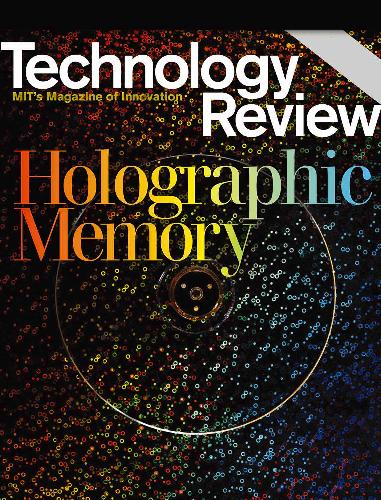 Technology
MIT's Magazine of Innovation
Review
Holographic
Memory